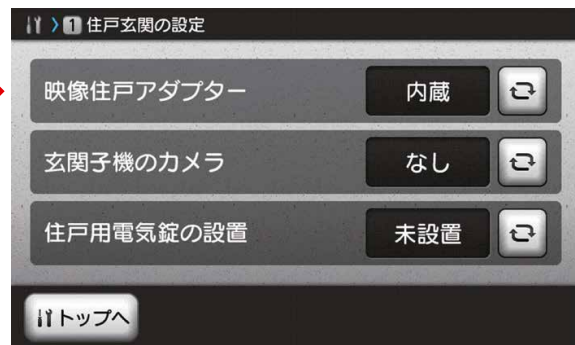 > 1 住戸玄関の設定
映像住戸アダプター 内蔵
玄関子機のカメラ なし
住戸用電気錠の設置 未設置
トップへ